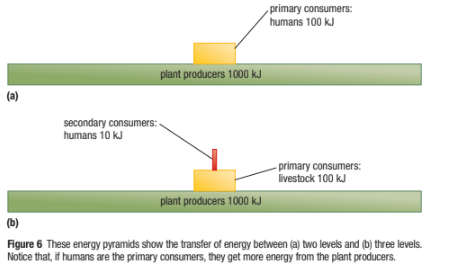 primary consumers:
humans 100 kJ
plant producers 1000 kJ
(a)
secondary consumers:
humans 10 kJ
primary consumers:
livestock 100 kJ
plant producers 1000 kJ
(b)
Figure 6 These energy pyramids show the transfer of energy between (a) two levels and (b) three levels.
Notice that, if humans are the primary consumers, they get more energy from the plant producers.